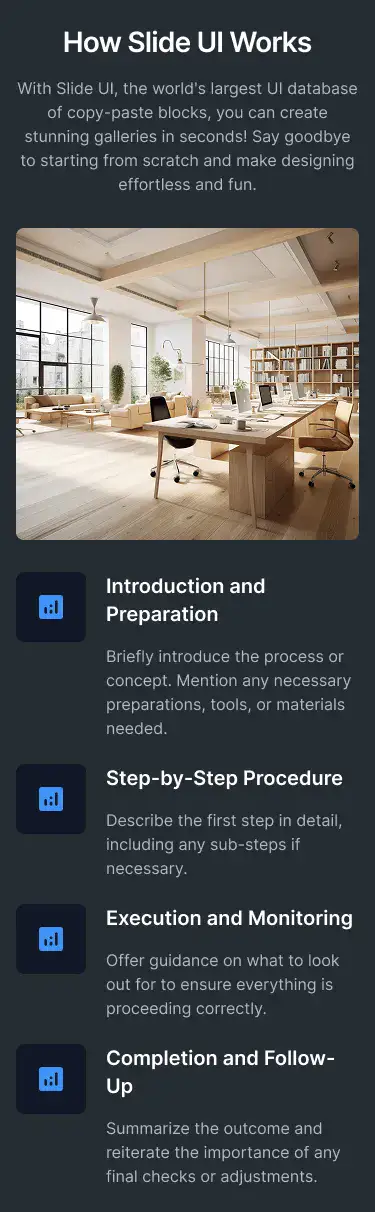 How Slide UI Works
With Slide UI, the world's largest UI database
of copy-paste blocks, you can create
stunning galleries in seconds! Say goodbye
to starting from scratch and make designing
effortless and fun.
Introduction and
Preparation
Briefly introduce the process or
concept. Mention any necessary
preparations, tools, or materials
needed.
Step-by-Step Procedure
Describe the first step in detail,
including any sub-steps if
necessary.
Execution and Monitoring
Offer guidance on what to look
out for to ensure everything is
proceeding correctly.
Completion and Follow-
Up
Summarize the outcome and
reiterate the importance of any
final checks or adjustments.